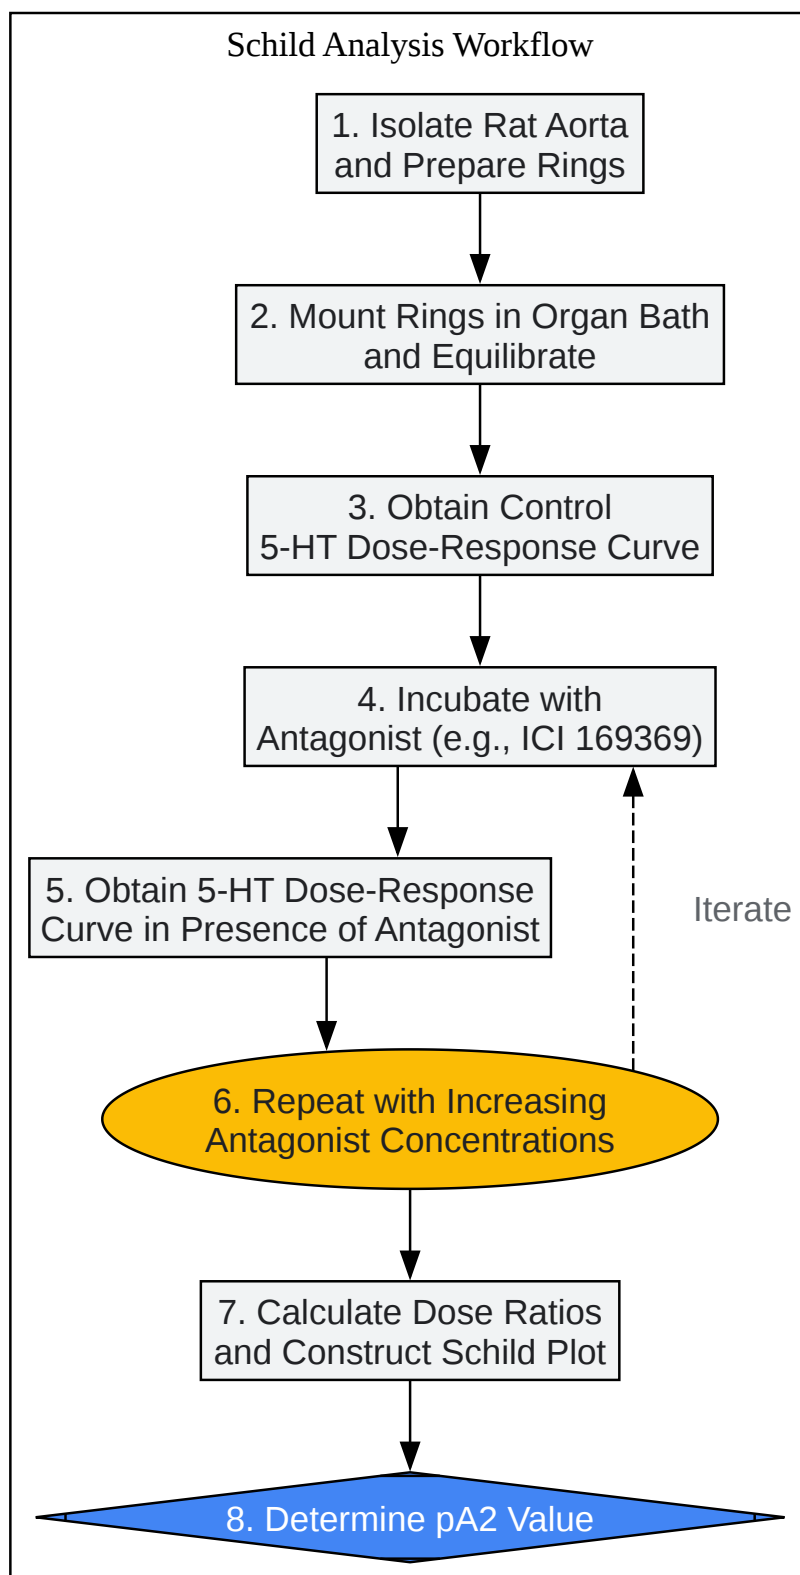 Schild Analysis Workflow
1. Isolate Rat Aorta
and Prepare Rings
2. Mount Rings in Organ Bath
and Equilibrate
3. Obtain Control
5-HT Dose-Response Curve
4. Incubate with
Antagonist (e.g., ICI 169369)
5. Obtain 5-HT Dose-Response
Curve in Presence of Antagonist
Iterate
6. Repeat with Increasing
Antagonist Concentrations
7. Calculate Dose Ratios
and Construct Schild Plot
8. Determine pA2 Value